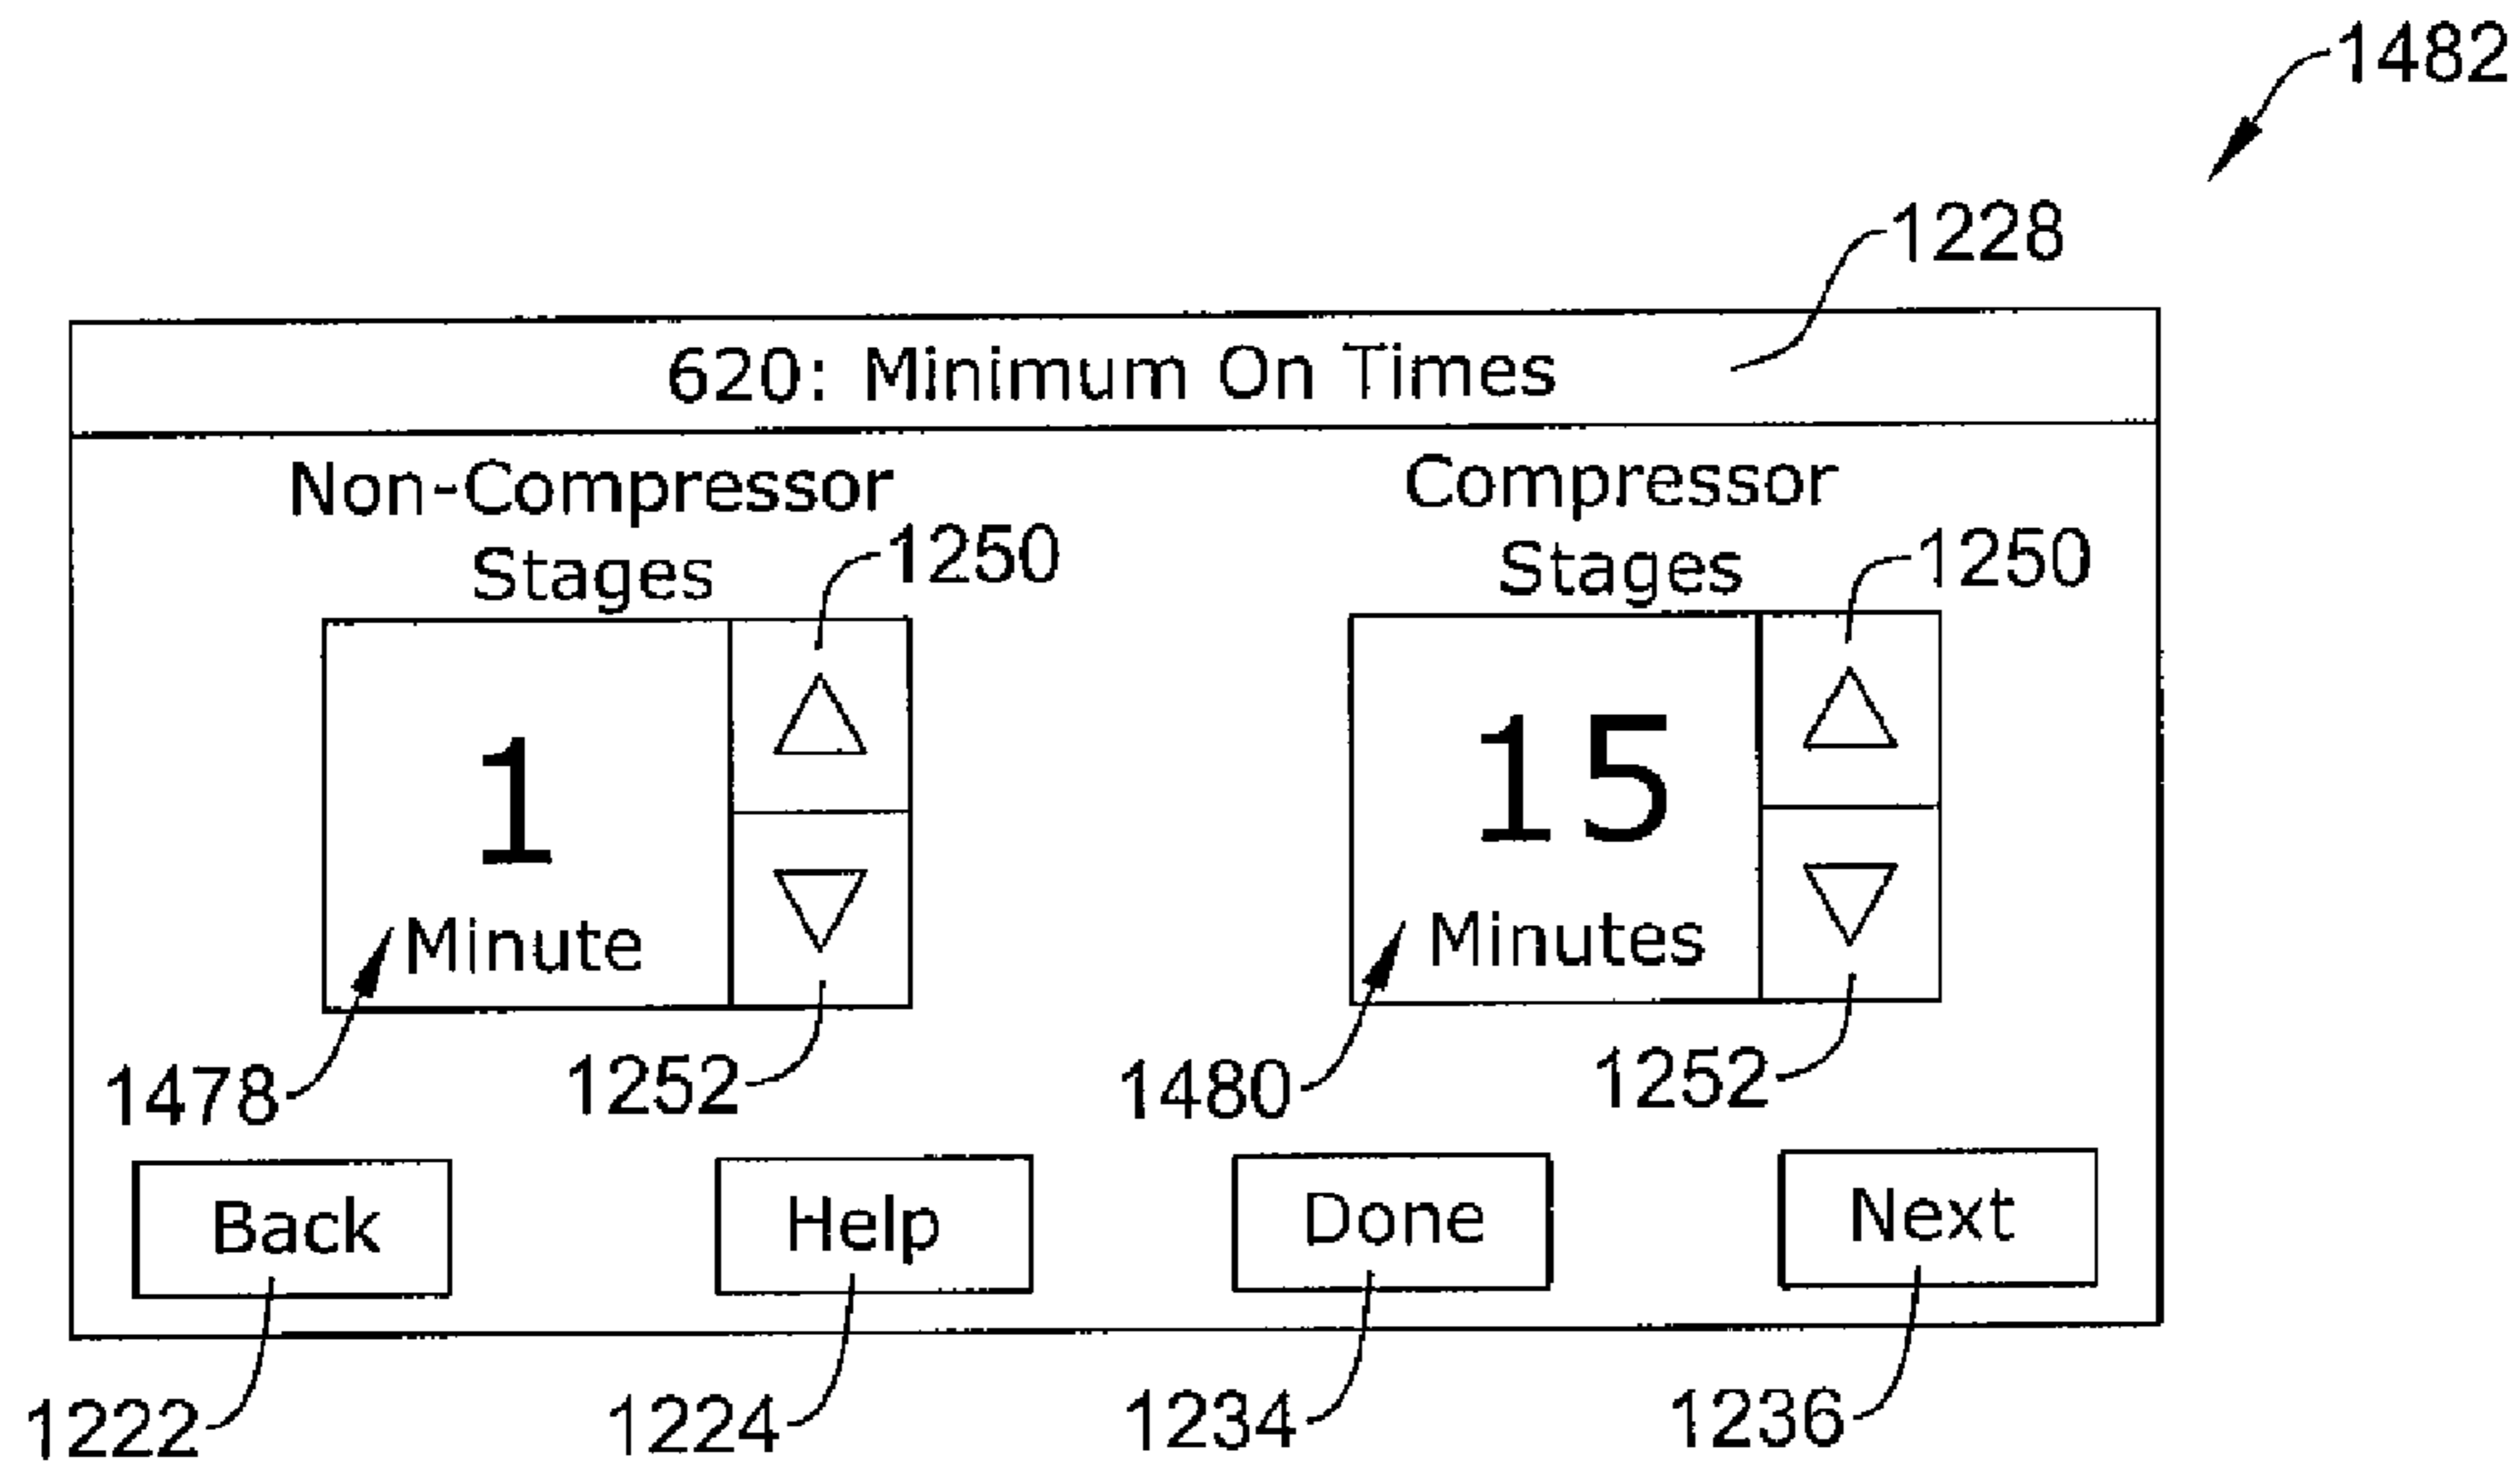 1482
1228
620: Minimum On Times
Non-Compressor
Stages
1250
1
Minute
1478
1252
Compressor
Stages
1250
15
Minutes
1480
1252
Back
Help
Done
Next
1222
1224
1234
1236